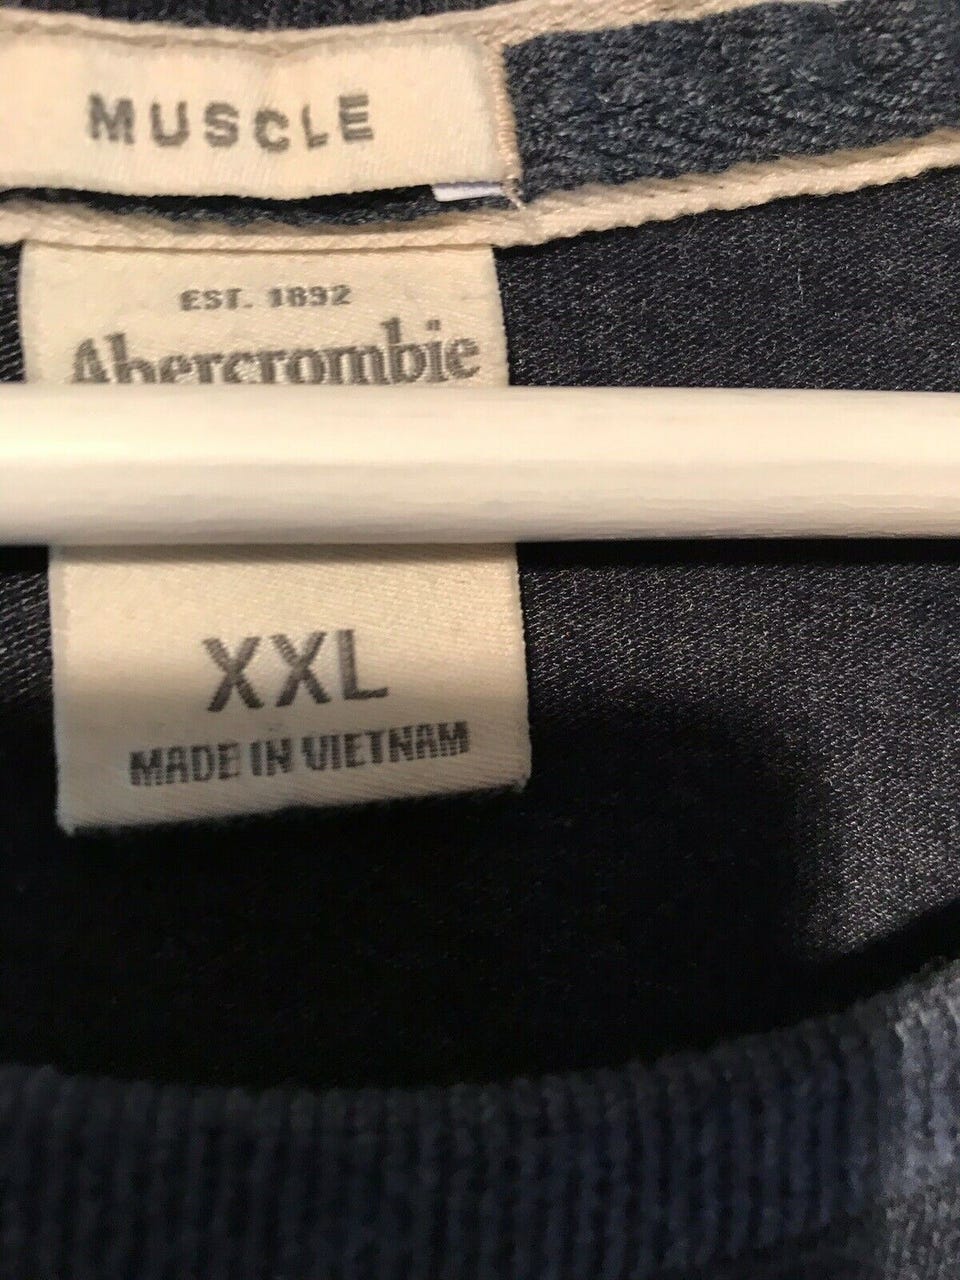 MUSCLE
EST. 1892
Abercrombie
XXL
MADE IN VIETNAM